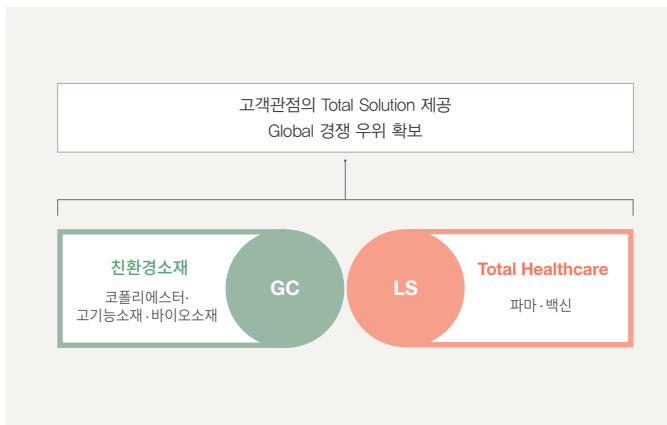 고객관점의 Total Solution 제공
Global 경쟁 우위 확보
친환경소재
코폴리에스터·
고기능소재·바이오소재
GC
LS
Total Healthcare
파마·백신